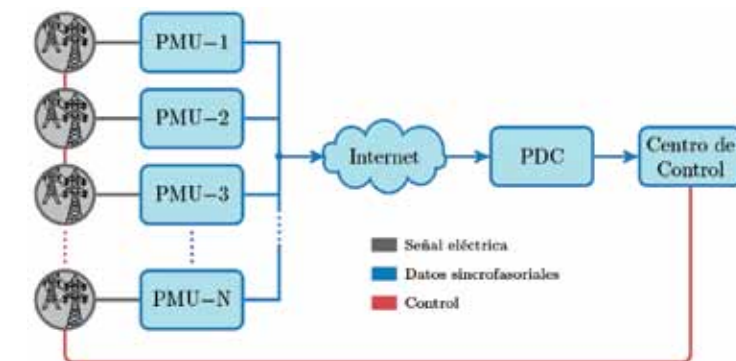 PMU−1
PMU−2
PMU−3
PMU−N
Internet
PDC
Centro de
Control
Señal eléctrica
Datos sincrofasoriales
Control